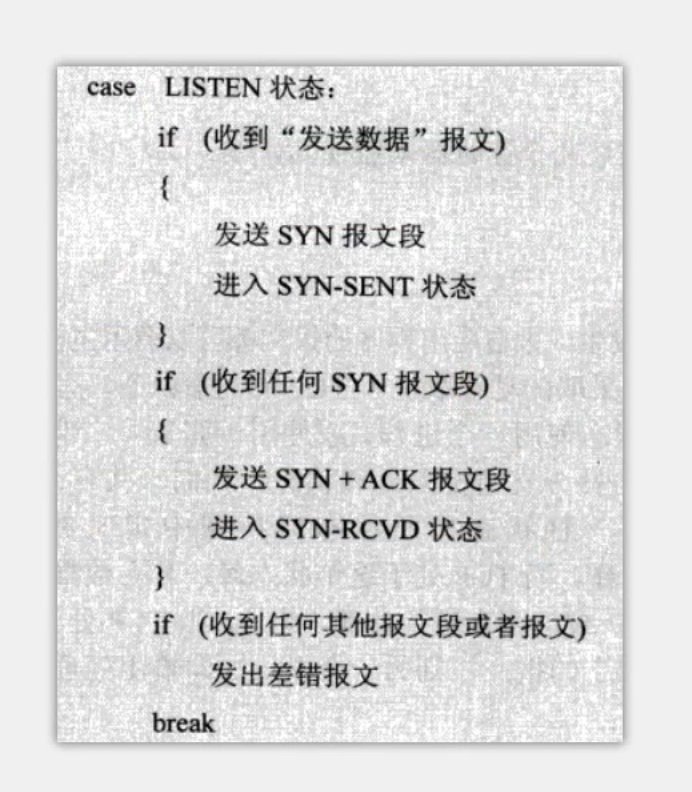 case LISTEN 状态：
if (收到“发送数据”报文)
{
发送 SYN 报文段
进入 SYN-SENT 状态
}
if (收到任何 SYN 报文段)
{
发送 SYN + ACK 报文段
进入 SYN-RCVD 状态
}
if (收到任何其他报文段或者报文)
发出差错报文
break